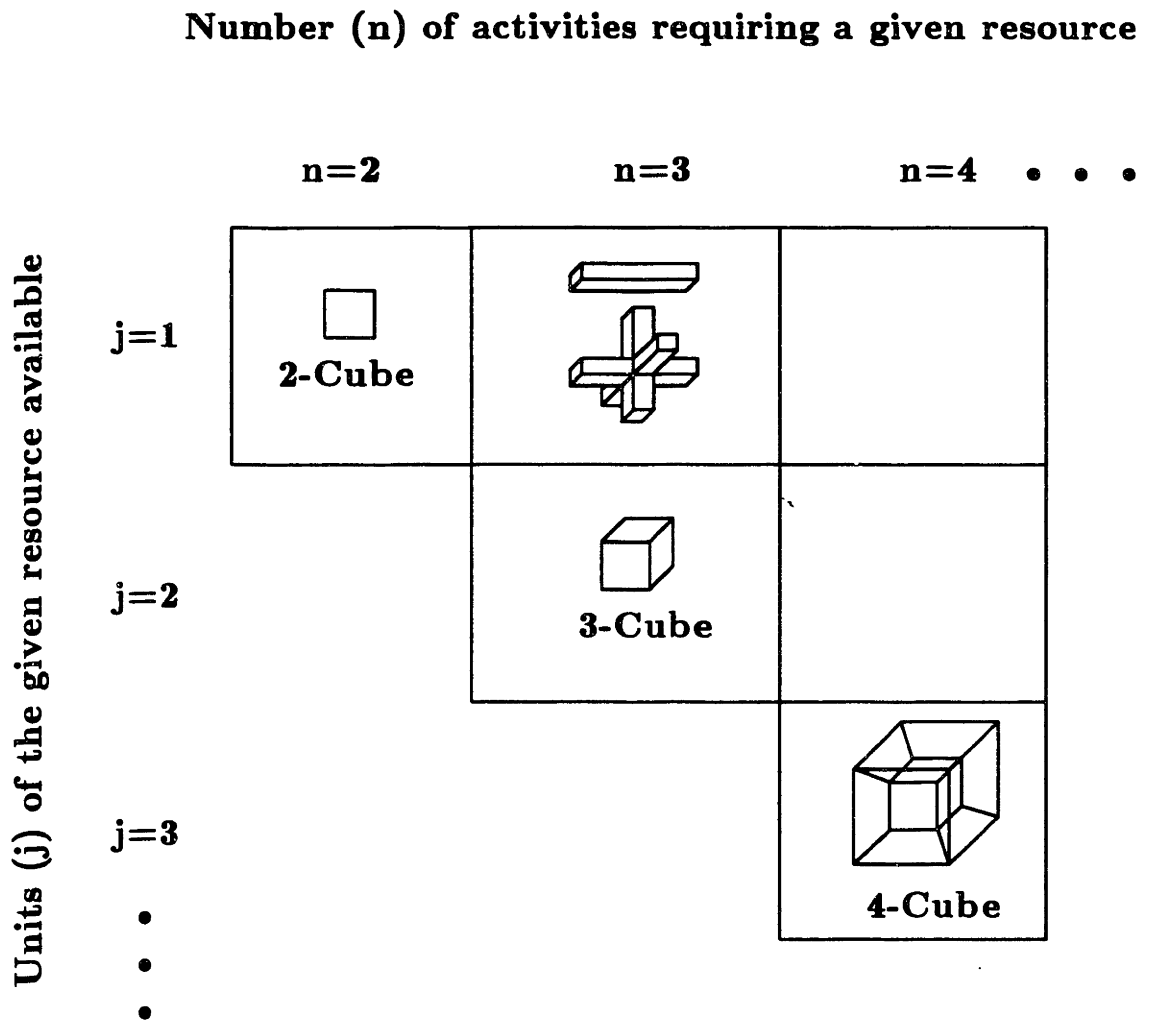 Number (n) of activities requiring a given resource
n=2 n=3 n=4 • • •
Units (j) of the given resource available
j=1
2-Cube
j=2
3-Cube
j=3
4-Cube